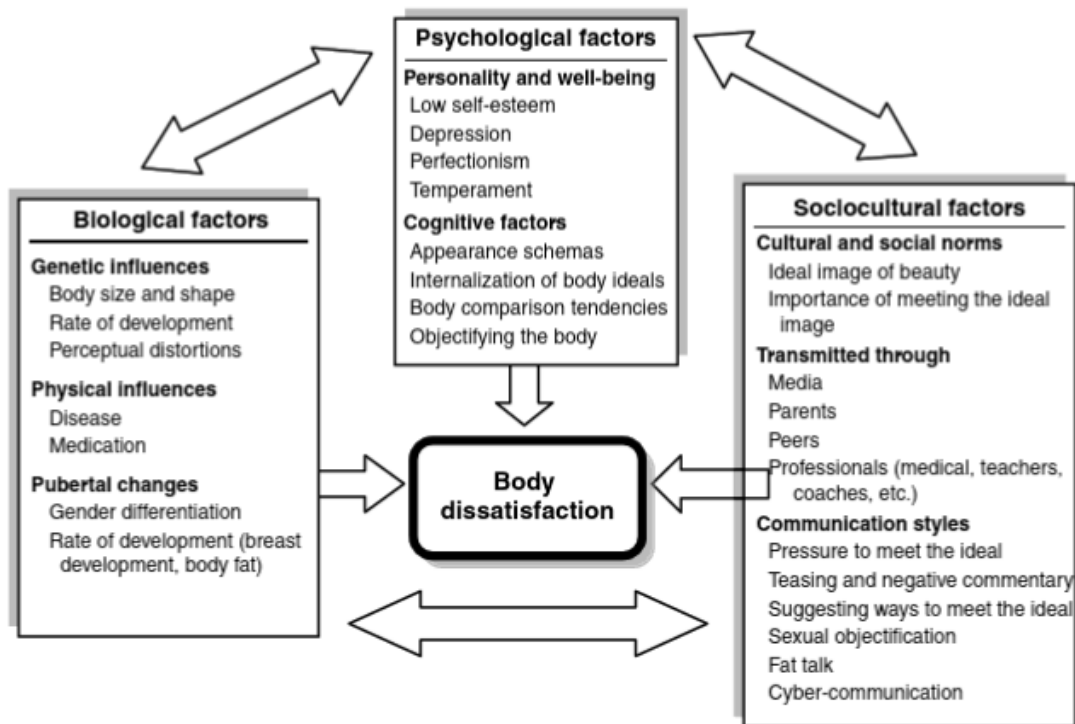 Psychological factors
Personality and well-being
Low self-esteem
Depression
Perfectionism
Temperament
Cognitive factors
Appearance schemas
Internalization of body ideals
Body comparison tendencies
Objectifying the body
Biological factors
Genetic influences
Body size and shape
Rate of development
Perceptual distortions
Physical influences
Disease
Medication
Pubertal changes
Gender differentiation
Rate of development (breast
development, body fat)
Body
dissatisfaction
Sociocultural factors
Cultural and social norms
Ideal image of beauty
Importance of meeting the ideal
image
Transmitted through
Media
Parents
Peers
Professionals (medical, teachers,
coaches, etc.)
Communication styles
Pressure to meet the ideal
Teasing and negative commentary
Suggesting ways to meet the ideal
Sexual objectification
Fat talk
Cyber-communication